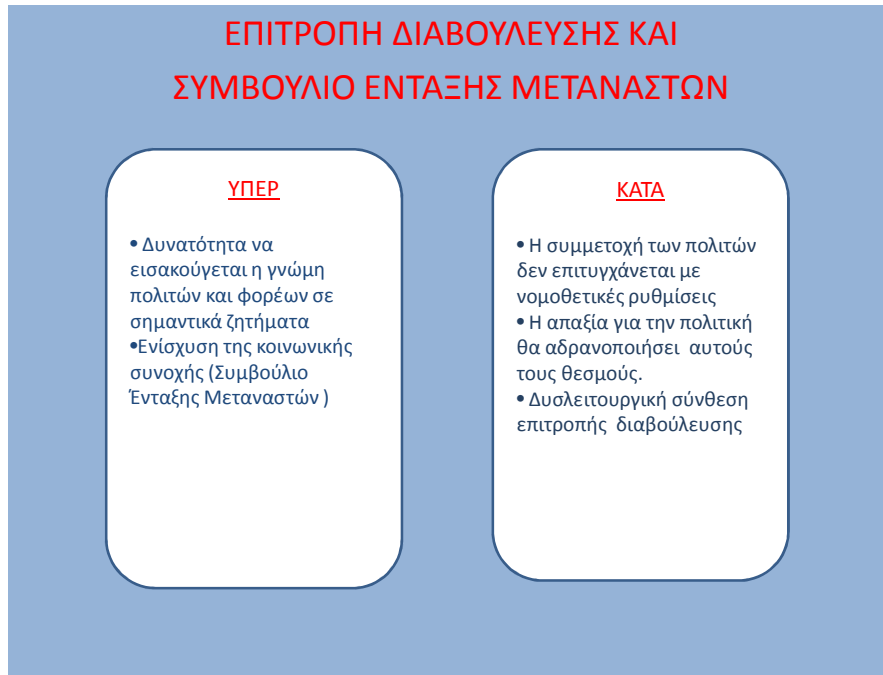 ΕΠΙΤΡΟΠΗ ΔΙΑΒΟΥΛΕΥΣΗΣ ΚΑΙ
ΣΥΜΒΟΥΛΙΟ ΕΝΤΑΞΗΣ ΜΕΤΑΝΑΣΤΩΝ
ΥΠΕΡ
• Δυνατότητα να
εισακούγεται η γνώμη
πολιτών και φορέων σε
σημαντικά ζητήματα
•Ενίσχυση της κοινωνικής
συνοχής (Συμβούλιο
Ένταξης Μεταναστών )
ΚΑΤΑ
• Η συμμετοχή των πολιτών
δεν επιτυγχάνεται με
νομοθετικές ρυθμίσεις
• Η απαξία για την πολιτική
θα αδρανοποιήσει αυτούς
τους θεσμούς.
• Δυσλειτουργική σύνθεση
επιτροπής διαβούλευσης